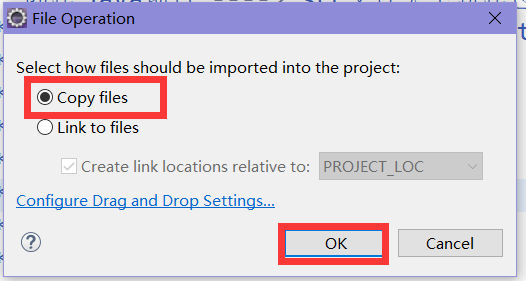 File Operation
Select how files should be imported into the project:
Copy files
Link to files
Create link locations relative to: PROJECT_LOC
Configure Drag and Drop Settings...
OK Cancel